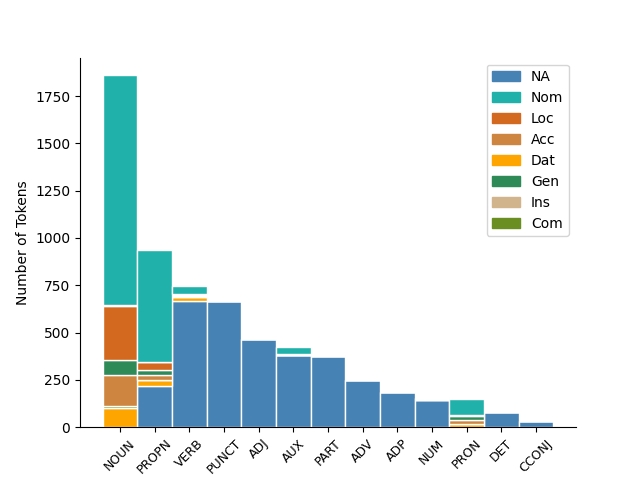 Number of Tokens
1750
1500
1250
1000
750
500
250
0
NA
Nom
Loc
Acc
Dat
Gen
Ins
Com
NOUN
PROPN
VERB
PUNCT
ADJ
AUX
PART
ADV
ADP
NUM
PRON
DET
CCONJ